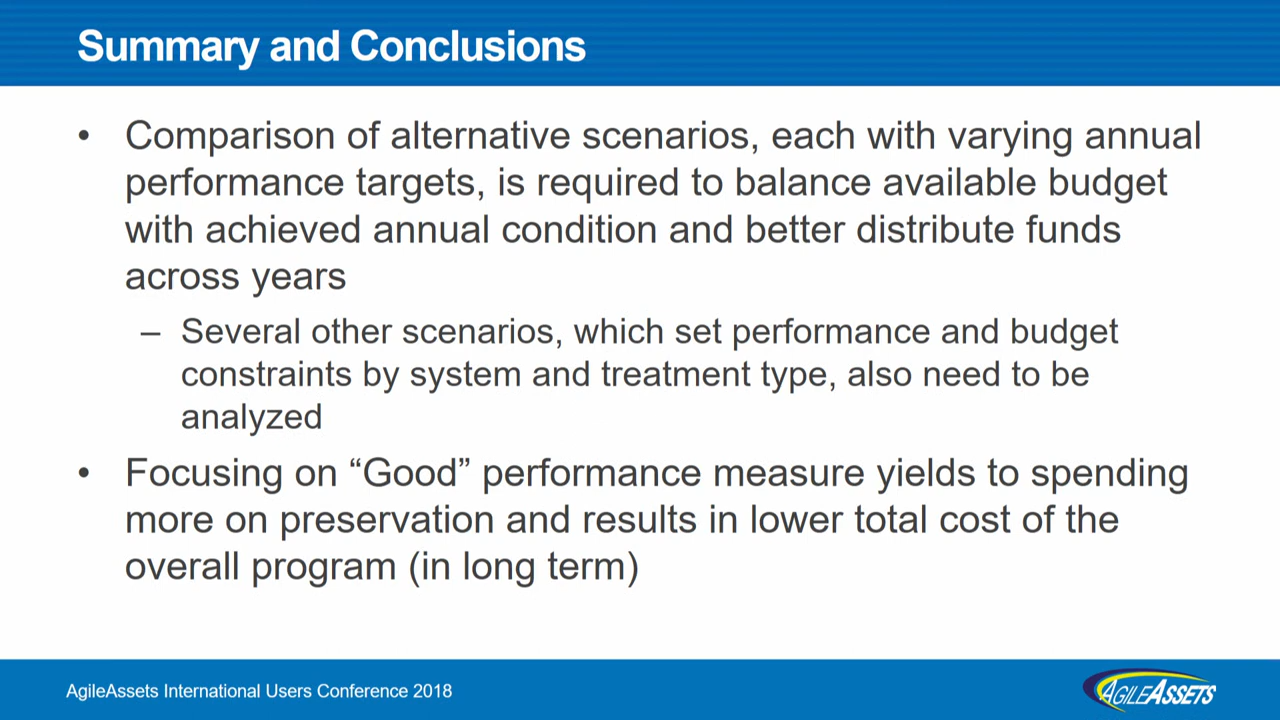 Summary and Conclusions
• Comparison of alternative scenarios, each with varying annual
performance targets, is required to balance available budget
with achieved annual condition and better distribute funds
across years
– Several other scenarios, which set performance and budget
constraints by system and treatment type, also need to be
analyzed
• Focusing on “Good” performance measure yields to spending
more on preservation and results in lower total cost of the
overall program (in long term)
AgileAssets International Users Conference 2018
AGILEASSETS